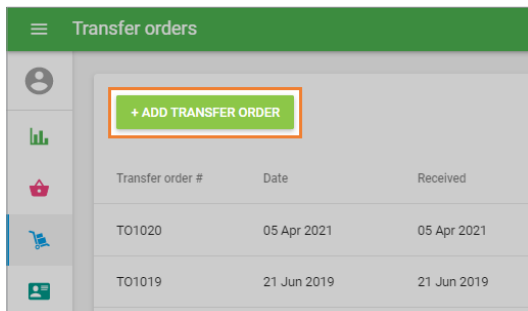 Transfer orders
+ ADD TRANSFER ORDER
Transfer order # Date Received
TO1020 05 Apr 2021 05 Apr 2021
TO1019 21 Jun 2019 21 Jun 2019